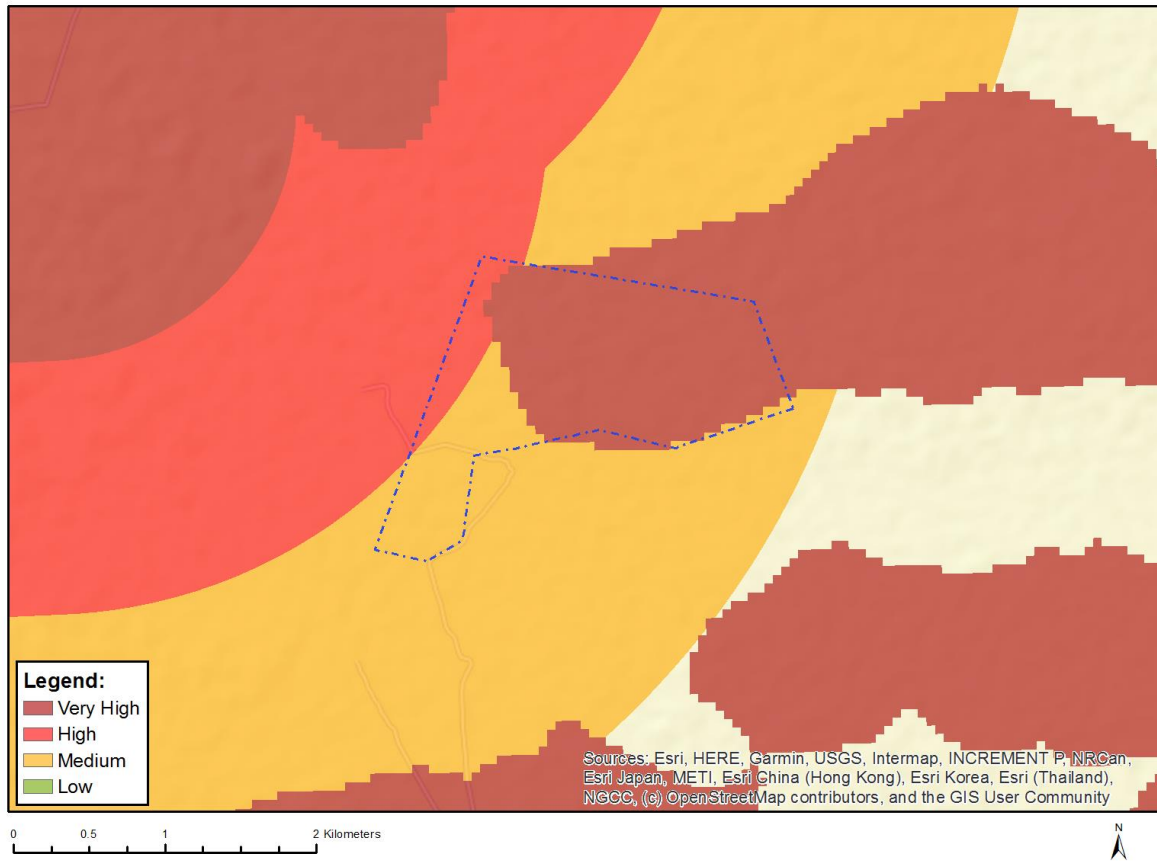 Legend:
Very High
High
Medium
Low
Sources: Esri, HERE, Garmin, USGS, Intermap, INCREMENT P, NRCan,
Esri Japan, METI, Esri China (Hong Kong), Esri Korea, Esri (Thailand),
NGCC, (c) OpenStreetMap contributors, and the GIS User Community
0 0.5 1 2 Kilometers
N